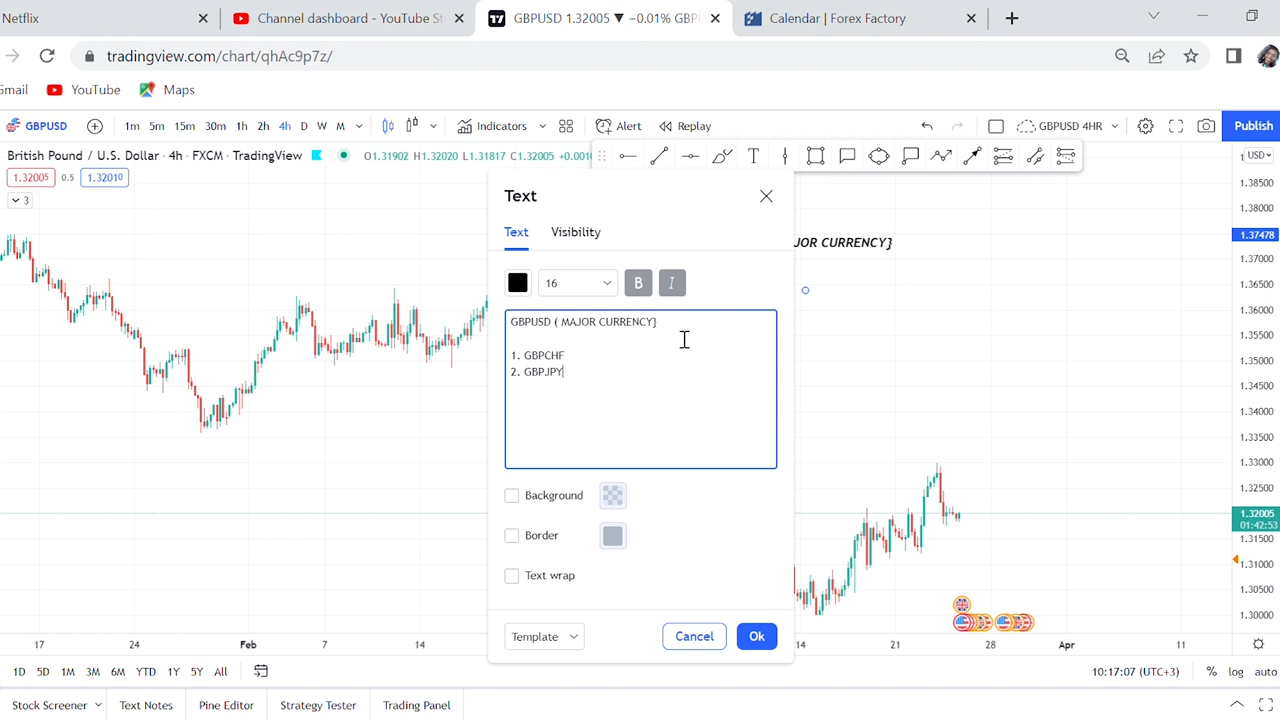 Netflix
Channel dashboard - YouTube St
GBPUSD 1.32005 ▼ −0.01% GBP
Calendar | Forex Factory
tradingview.com/chart/qhAc9p7z/
Gmail
YouTube
Maps
GBPUSD
1m 5m 15m 30m 1h 2h 4h D W M
Indicators
Alert
Replay
GBPUSD 4HR
Publish
British Pound / U.S. Dollar · 4h · FXCM · TradingView
O1.31902 H1.32020 L1.31817 C1.32005 +0.001
USD
1.32005
0.5
1.32010
3
Text
Text
Visibility
16
B
I
GBPUSD ( MAJOR CURRENCY}
1. GBPCHF
2. GBPJPY
Background
Border
Text wrap
Template
Cancel
Ok
JOR CURRENCY}
1.38500
1.38000
1.37478
1.37000
1.36500
1.36000
1.35500
1.35000
1.34500
1.34000
1.33500
1.33000
1.32500
1.32005
01:42:53
1.31500
1.31000
1.30500
1.30000
17 24 Feb 7 14 14 21 28 Apr 11
1D 5D 1M 3M 6M YTD 1Y 5Y All
10:17:07 (UTC+3)
% log auto
Stock Screener
Text Notes
Pine Editor
Strategy Tester
Trading Panel